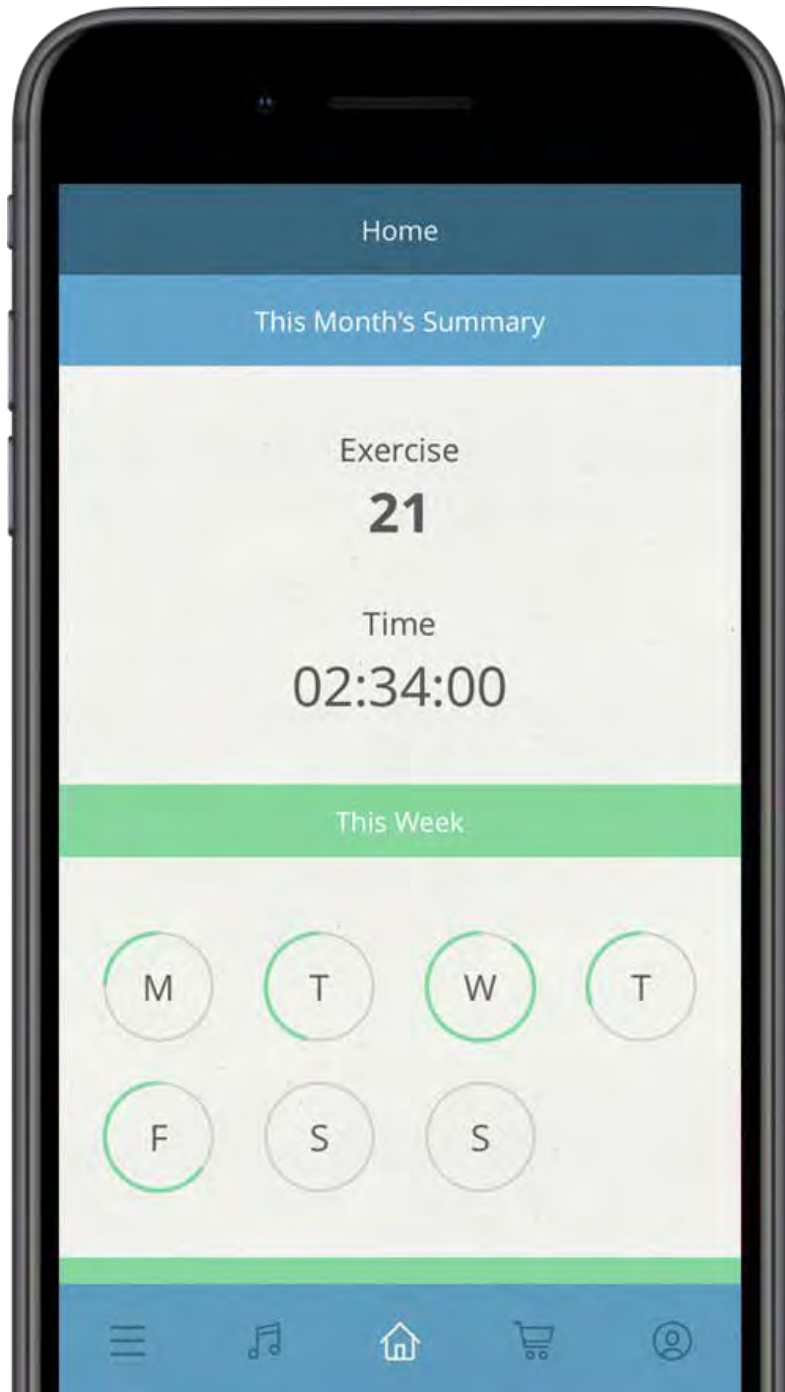 Home
This Month's Summary
Exercise
21
Time
02:34:00
This Week
M T W T
F S S